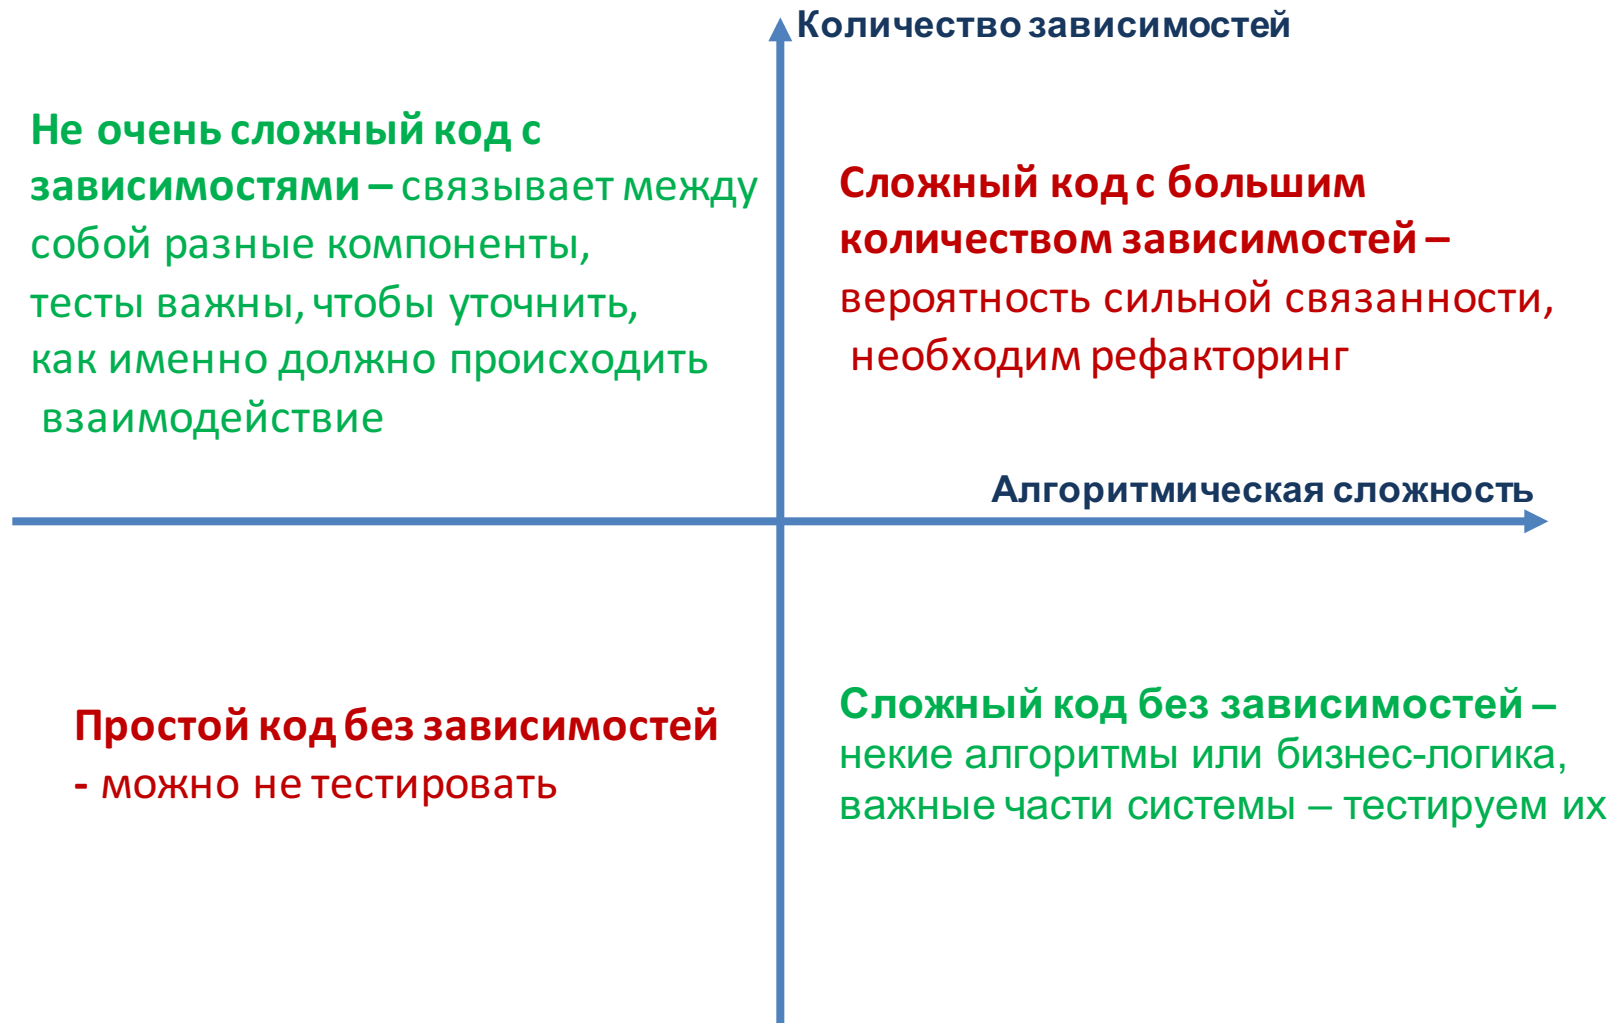 Количество зависимостей
Не очень сложный код с
зависимостями – связывает между
собой разные компоненты,
тесты важны, чтобы уточнить,
как именно должно происходить
взаимодействие
Сложный код с большим
количеством зависимостей –
вероятность сильной связанности,
необходим рефакторинг
Алгоритмическая сложность
Простой код без зависимостей
- можно не тестировать
Сложный код без зависимостей –
некие алгоритмы или бизнес-логика,
важные части системы – тестируем их